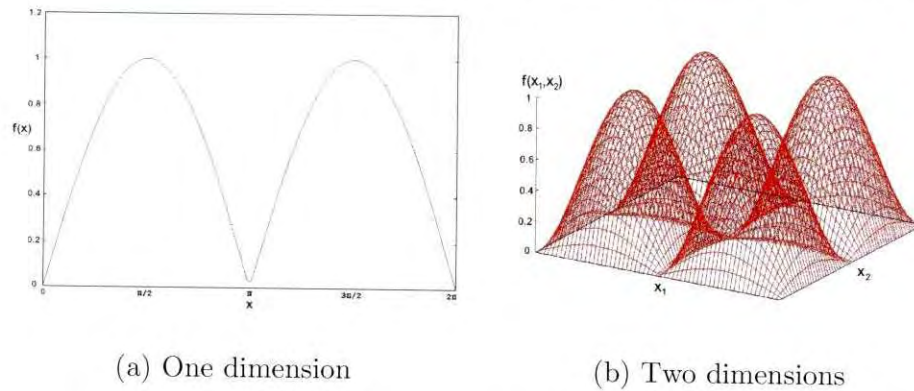 1.2
1
0.8
f(x)
0.6
0.4
0.2
0
0 π/2 π 3π/2 2π
x
(a) One dimension
f(x₁,x₂)
1
0.8
0.6
0.4
0.2
0
x₁
x₂
(b) Two dimensions